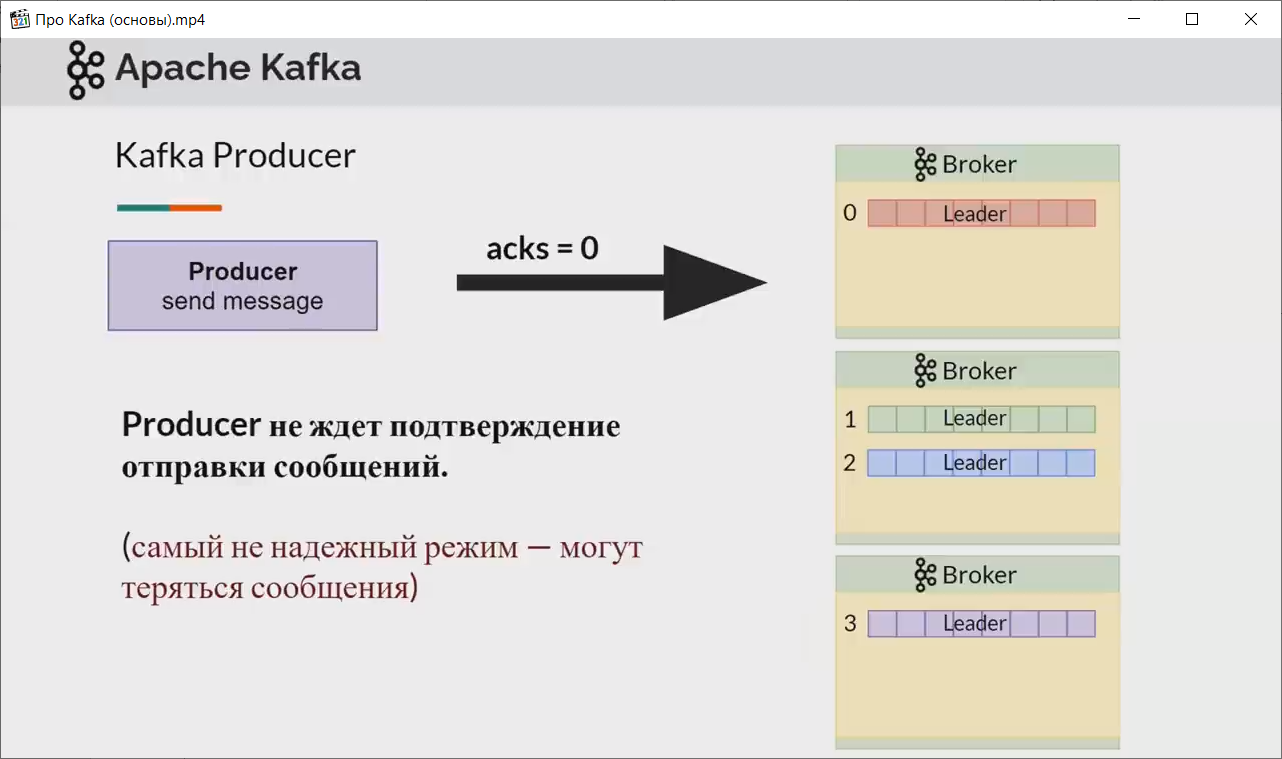 Про Kafka (основы).mp4
Apache Kafka
Kafka Producer
Producer
send message
acks = 0
Producer не ждет подтверждение
отправки сообщений.
(самый не надежный режим — могут
теряться сообщения)
Broker
0 Leader
Broker
1 Leader
2 Leader
Broker
3 Leader